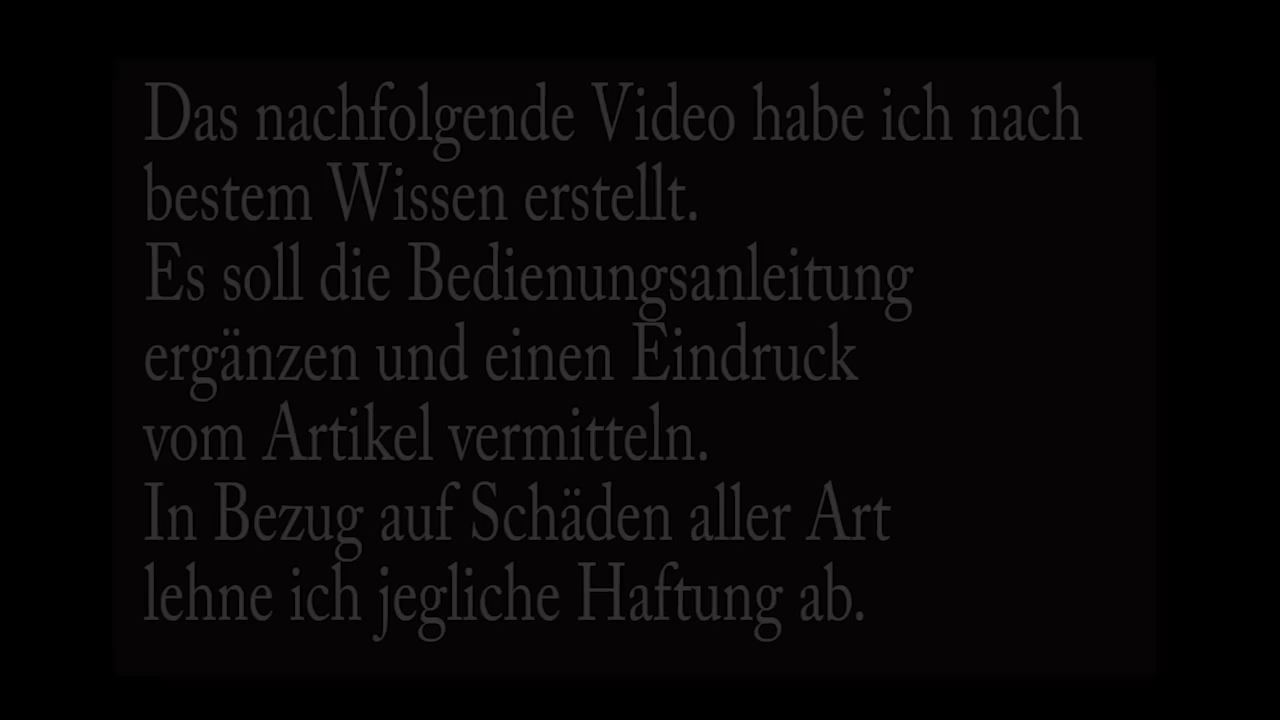 Das nachfolgende Video habe ich nach
bestem Wissen erstellt.
Es soll die Bedienungsanleitung
ergänzen und einen Eindruck
vom Artikel vermitteln.
In Bezug auf Schäden aller Art
lehne ich jegliche Haftung ab.